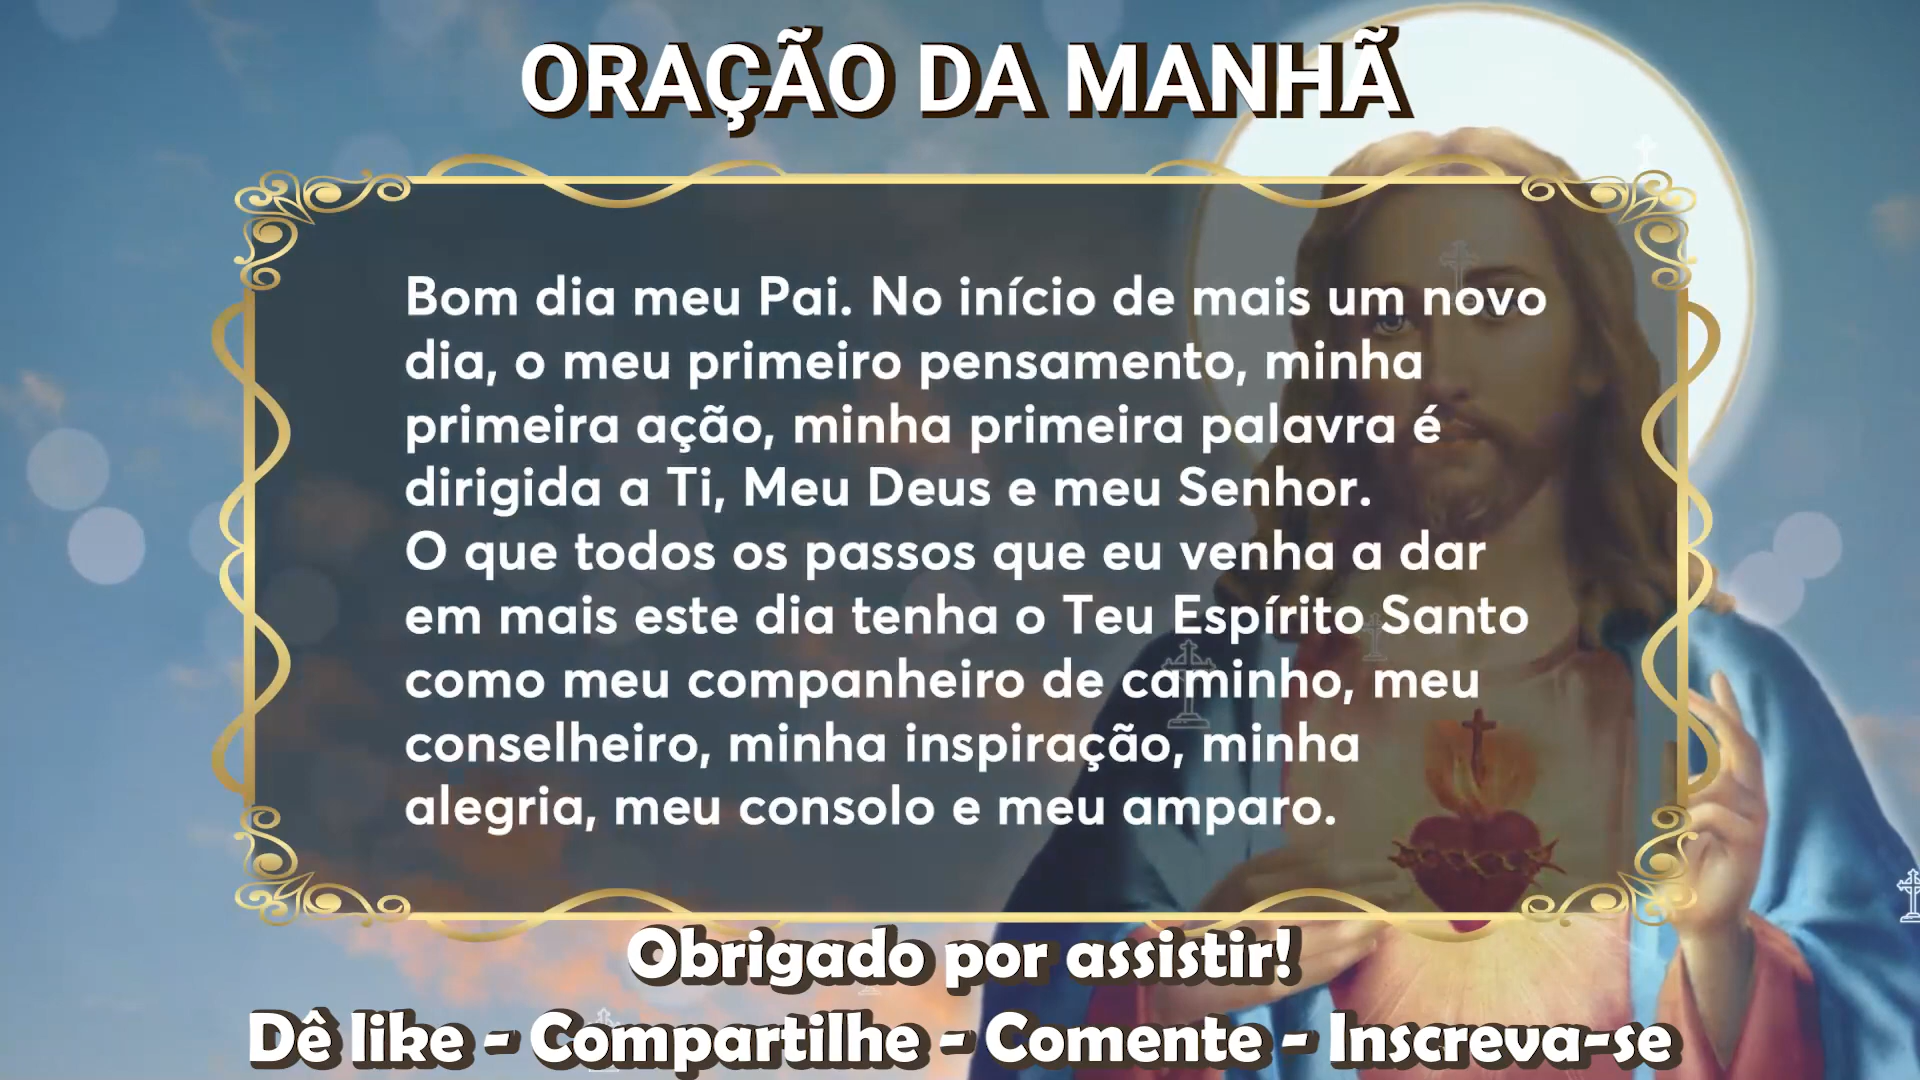 ORAÇÃO DA MANHÃ
Bom dia meu Pai. No início de mais um novo
dia, o meu primeiro pensamento, minha
primeira ação, minha primeira palavra é
dirigida a Ti, Meu Deus e meu Senhor.
O que todos os passos que eu venha a dar
em mais este dia tenha o Teu Espírito Santo
como meu companheiro de caminho, meu
conselheiro, minha inspiração, minha
alegria, meu consolo e meu amparo.
Obrigado por assistir!
Dê like - Compartilhe - Comente - Inscreva-se